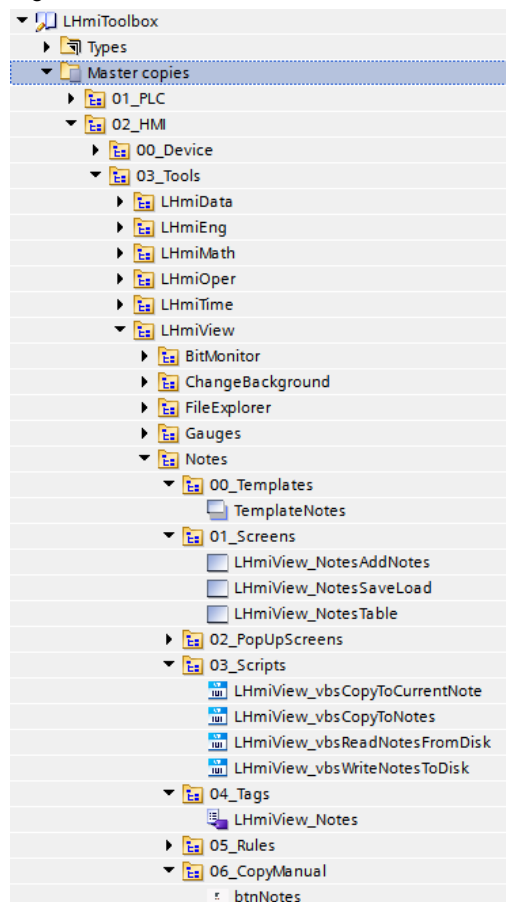 LHmiToolbox
Types
Master copies
01_PLC
02_HMI
00_Device
03_Tools
LHmiData
LHmiEng
LHmiMath
LHmiOper
LHmiTime
LHmiView
BitMonitor
ChangeBackground
FileExplorer
Gauges
Notes
00_Templates
TemplateNotes
01_Screens
LHmiView_NotesAddNotes
LHmiView_NotesSaveLoad
LHmiView_NotesTable
02_PopUpScreens
03_Scripts
LHmiView_vbsCopyToCurrentNote
LHmiView_vbsCopyToNotes
LHmiView_vbsReadNotesFromDisk
LHmiView_vbsWriteNotesToDisk
04_Tags
LHmiView_Notes
05_Rules
06_CopyManual
btnNotes